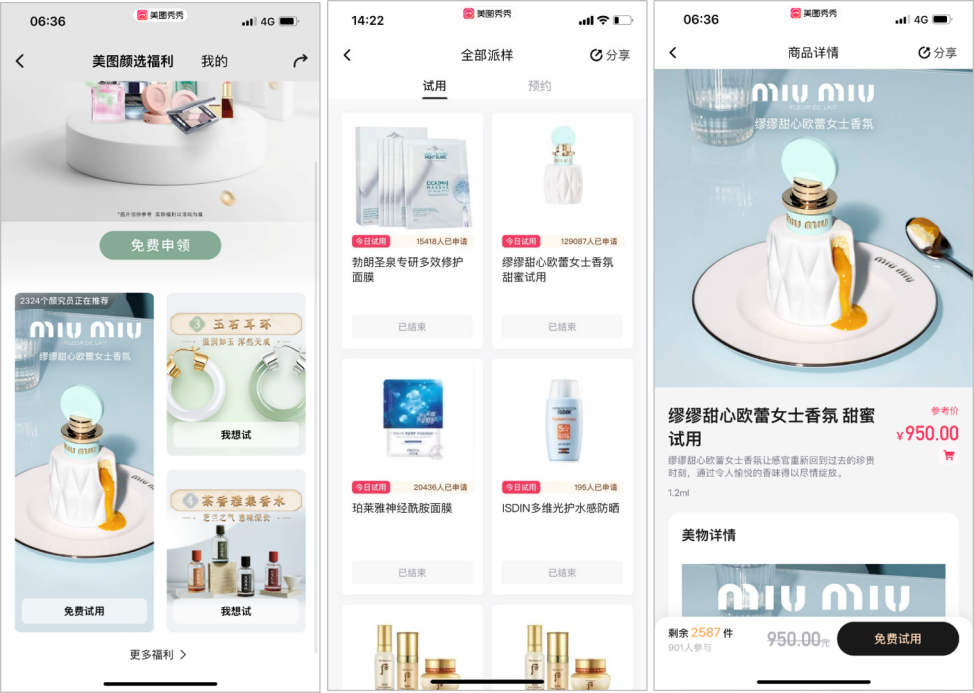 06:36
美图秀秀
4G
美图颜选福利
我的
*图片仅供参考 实际福利以活动为准
免费申领
2324个颜究员正在推荐
miu miu
FLEUR DE LAIT
缪缪甜心欧蕾女士香氛
免费试用
3 玉石耳环
温润如玉 浑然天成
我想试
4 茶香雅集香水
芝兰之气 意味深长
我想试
更多福利
14:22
美图秀秀
全部派样
分享
试用
预约
MONT BLANC
MASQUE
今日试用
15418人已申请
勃朗圣泉专研多效修护
面膜
已结束
今日试用
129087人已申请
缪缪甜心欧蕾女士香氛
甜蜜试用
已结束
今日试用
20436人已申请
珀莱雅神经酰胺面膜
已结束
ISDIN
今日试用
195人已申请
ISDIN多维光护水感防晒
已结束
06:36
美图秀秀
4G
商品详情
分享
miu miu
FLEUR DE LAIT
缪缪甜心欧蕾女士香氛
miu miu
miu miu
缪缪甜心欧蕾女士香氛 甜蜜
试用
参考价
¥950.00
缪缪甜心欧蕾女士香氛让感官重新回到过去的珍贵
时刻，通过令人愉悦的香味得以尽情绽放。
1.2ml
美物详情
miu miu
剩余 2587 件
901人参与
950.00元
免费试用